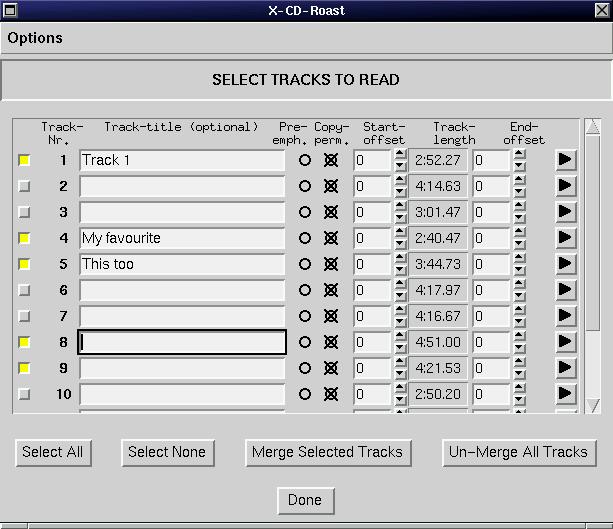 X-CD-Roast
Options
SELECT TRACKS TO READ
Track-Nr. Track-title (optional) Pre-emph. Copy-perm. Start-offset Track-length End-offset
1 Track 1 0 2:52.27 0
2 0 4:14.63 0
3 0 3:01.47 0
4 My favourite 0 2:40.47 0
5 This too 0 3:44.73 0
6 0 4:17.97 0
7 0 4:16.67 0
8 0 4:51.00 0
9 0 4:21.53 0
10 0 2:50.20 0
Select All Select None Merge Selected Tracks Un-Merge All Tracks
Done